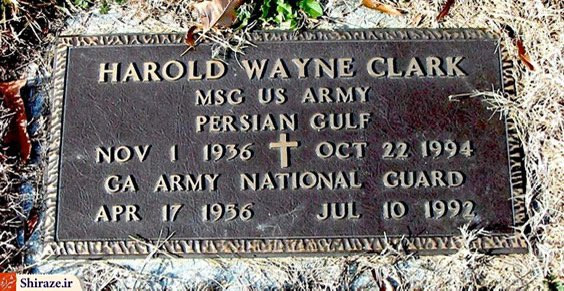 HAROLD WAYNE CLARK
MSG US ARMY
PERSIAN GULF
NOV 1 1936 OCT 22 1994
GA ARMY NATIONAL GUARD
APR 17 1956 JUL 10 1992
Shiraze.ir